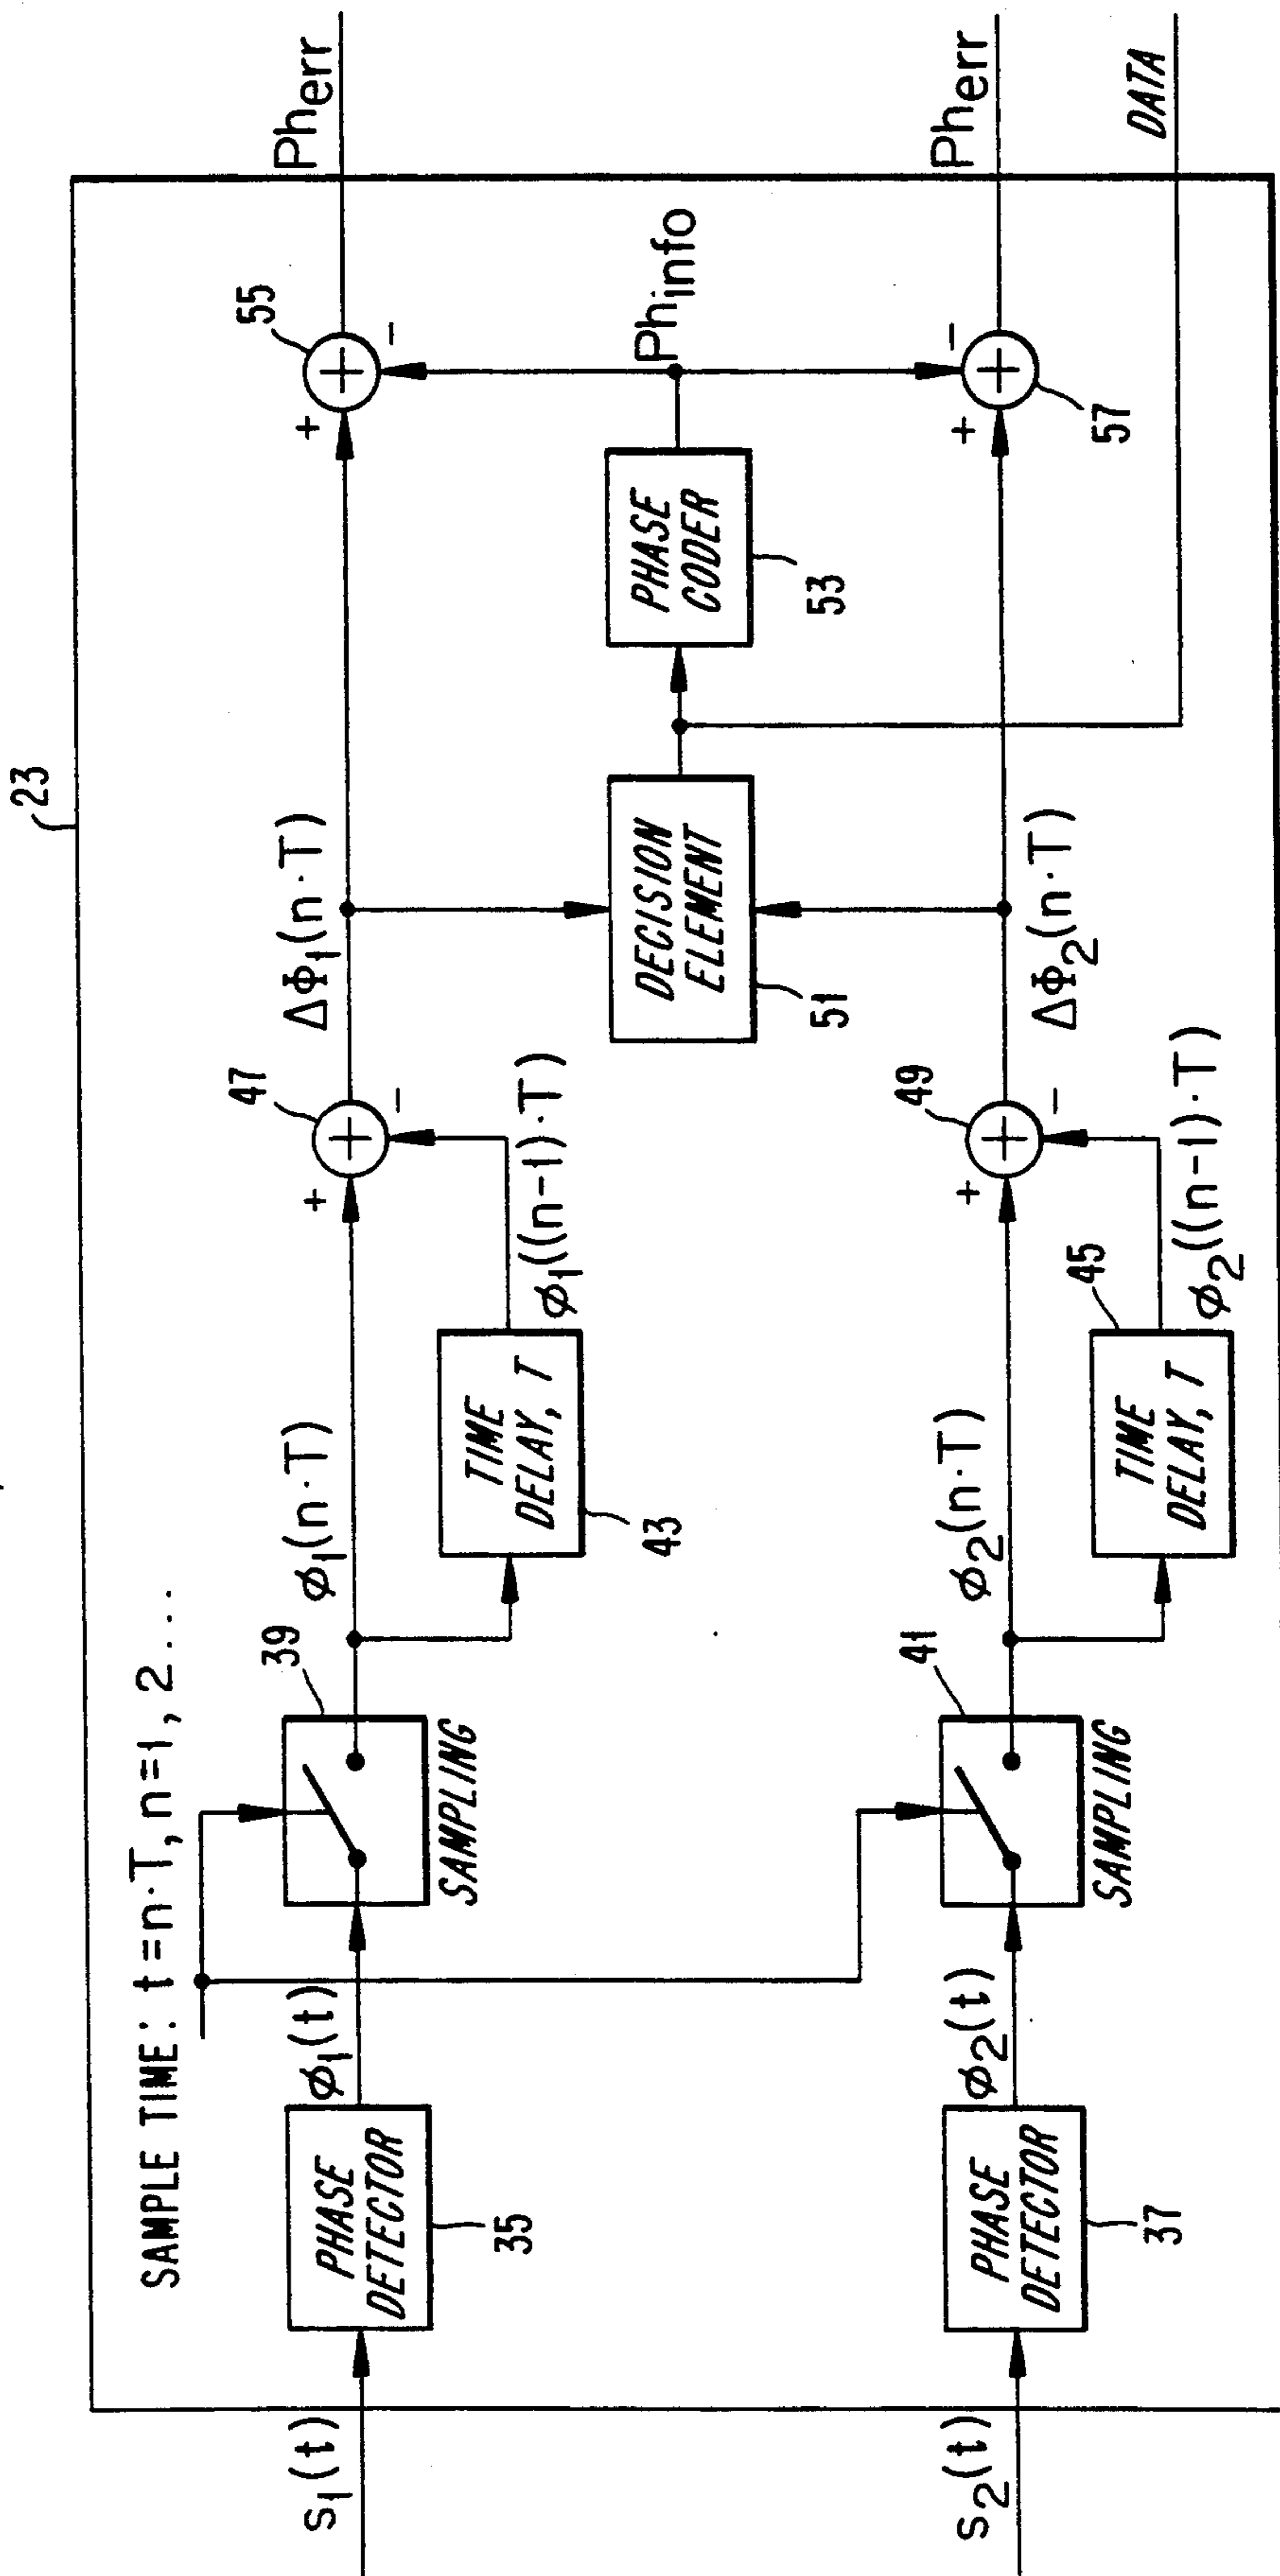 23
SAMPLE TIME: t=n·T, n=1, 2...
s₁(t)
PHASE
DETECTOR
35
ϕ₁(t)
39
SAMPLING
ϕ₁(n·T)
TIME
DELAY, T
43
ϕ₁((n-1)·T)
+
-
47
ΔΦ₁(n·T)
+
-
55
Pherr
DECISION
ELEMENT
51
PHASE
CODER
53
Phinfo
s₂(t)
PHASE
DETECTOR
37
ϕ₂(t)
41
SAMPLING
ϕ₂(n·T)
TIME
DELAY, T
45
ϕ₂((n-1)·T)
+
-
49
ΔΦ₂(n·T)
+
-
57
Pherr
DATA